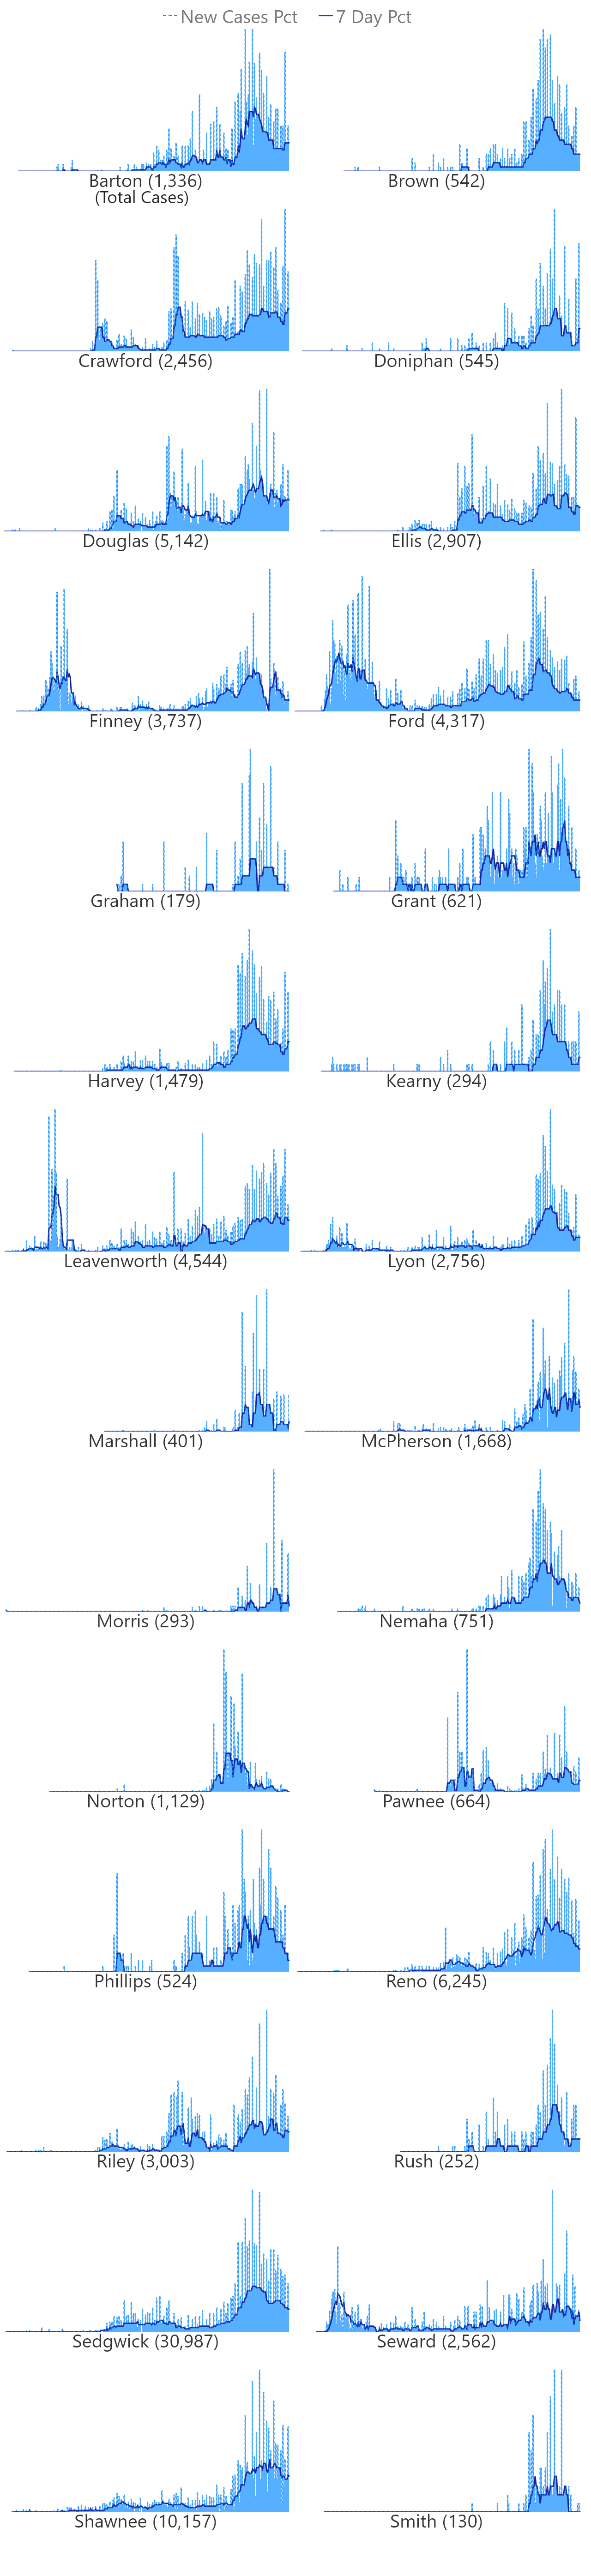 New Cases Pct 7 Day Pct
Barton (1,336) Brown (542)
(Total Cases)
Crawford (2,456) Doniphan (545)
Douglas (5,142) Ellis (2,907)
Finney (3,737) Ford (4,317)
Graham (179) Grant (621)
Harvey (1,479) Kearny (294)
Leavenworth (4,544) Lyon (2,756)
Marshall (401) McPherson (1,668)
Morris (293) Nemaha (751)
Norton (1,129) Pawnee (664)
Phillips (524) Reno (6,245)
Riley (3,003) Rush (252)
Sedgwick (30,987) Seward (2,562)
Shawnee (10,157) Smith (130)